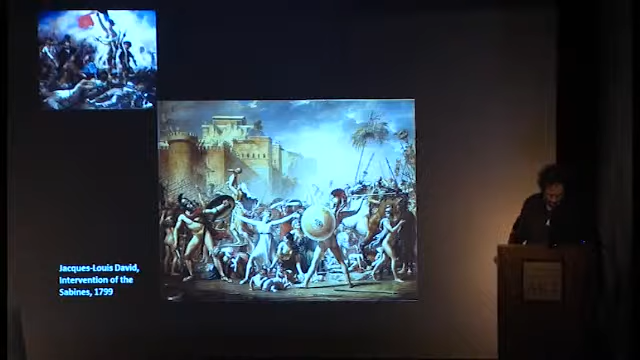 Jacques-Louis David,
Intervention of the
Sabines, 1799